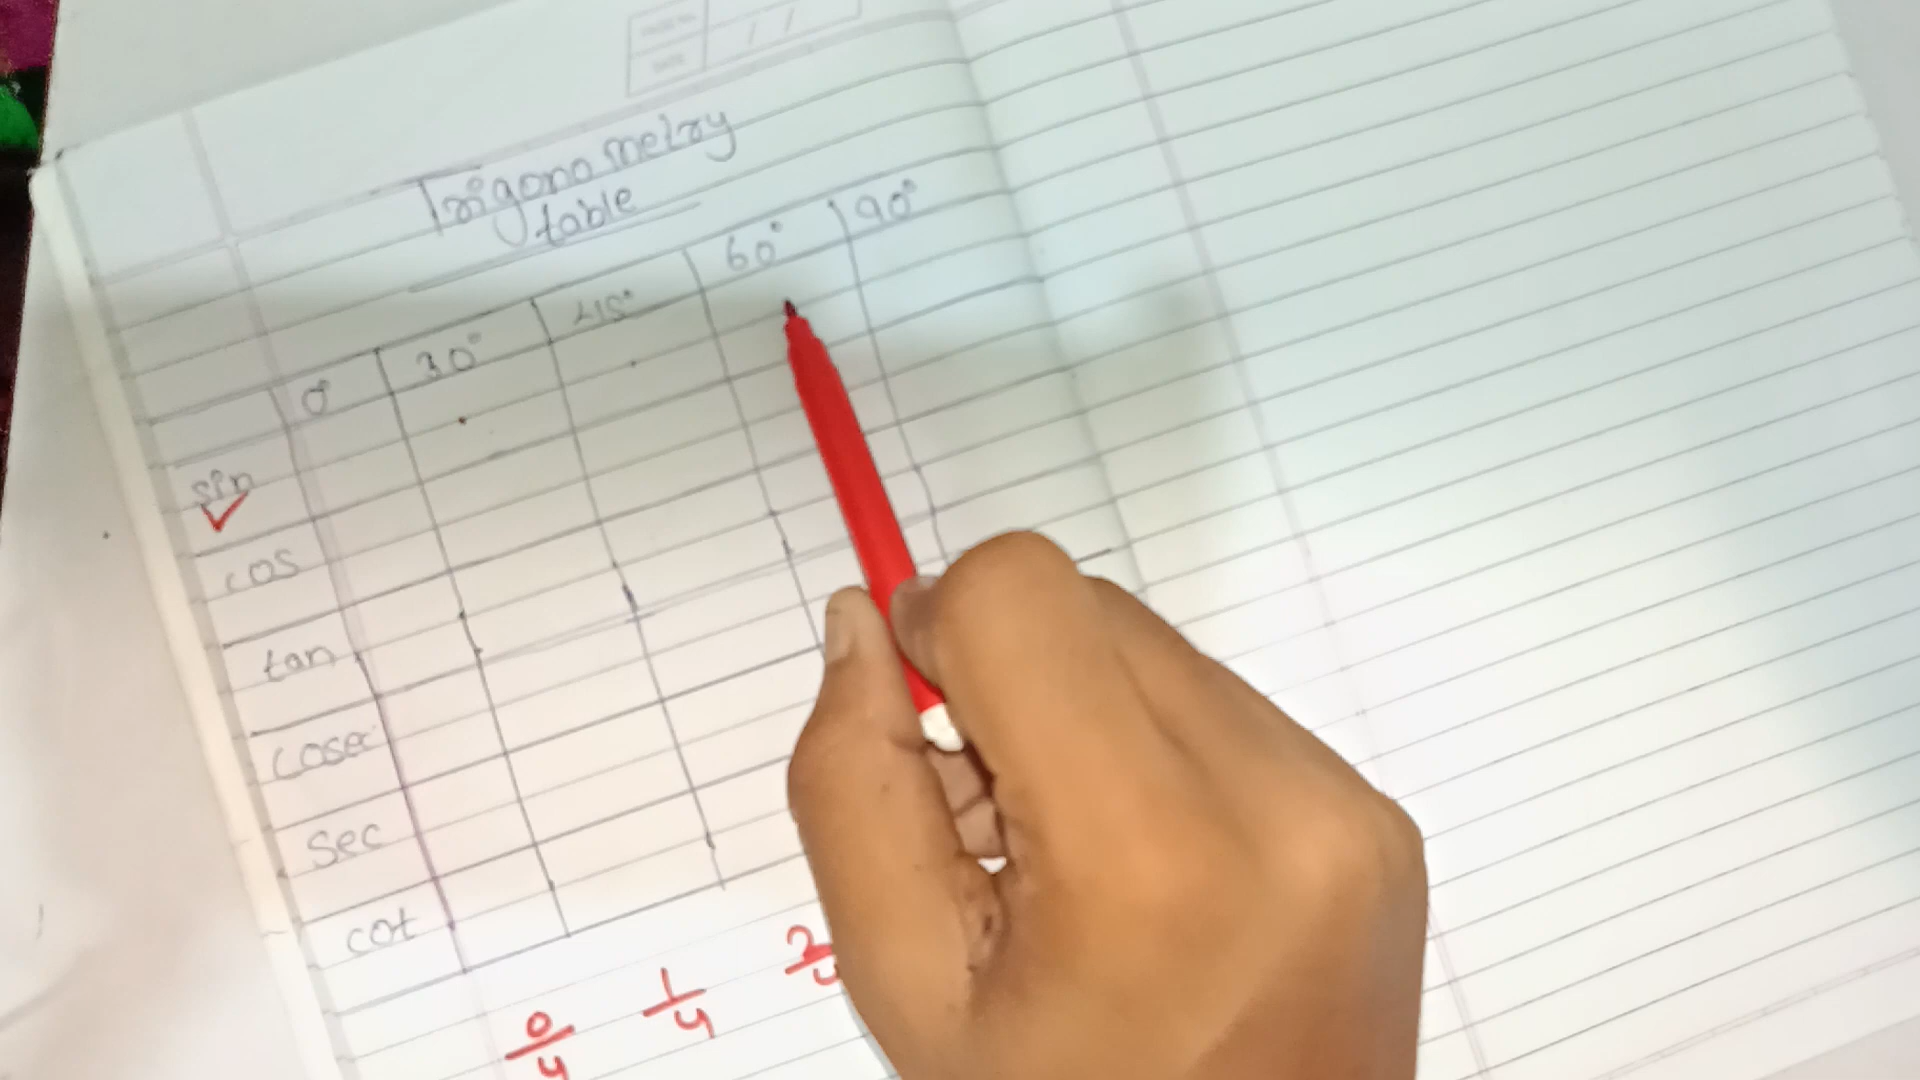 Trigonometry
table
0° 30° 45° 60° 90°
sin
cos
tan
cosec
sec
cot
0/4 1/4 2/4